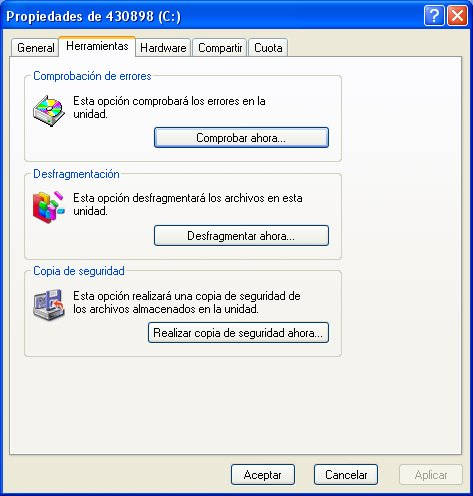 Propiedades de 430898 (C:)
General Herramientas Hardware Compartir Cuota
Comprobación de errores
Esta opción comprobará los errores en la
unidad.
Comprobar ahora...
Desfragmentación
Esta opción desfragmentará los archivos en esta
unidad.
Desfragmentar ahora...
Copia de seguridad
Esta opción realizará una copia de seguridad de
los archivos almacenados en la unidad.
Realizar copia de seguridad ahora...
Aceptar Cancelar Aplicar